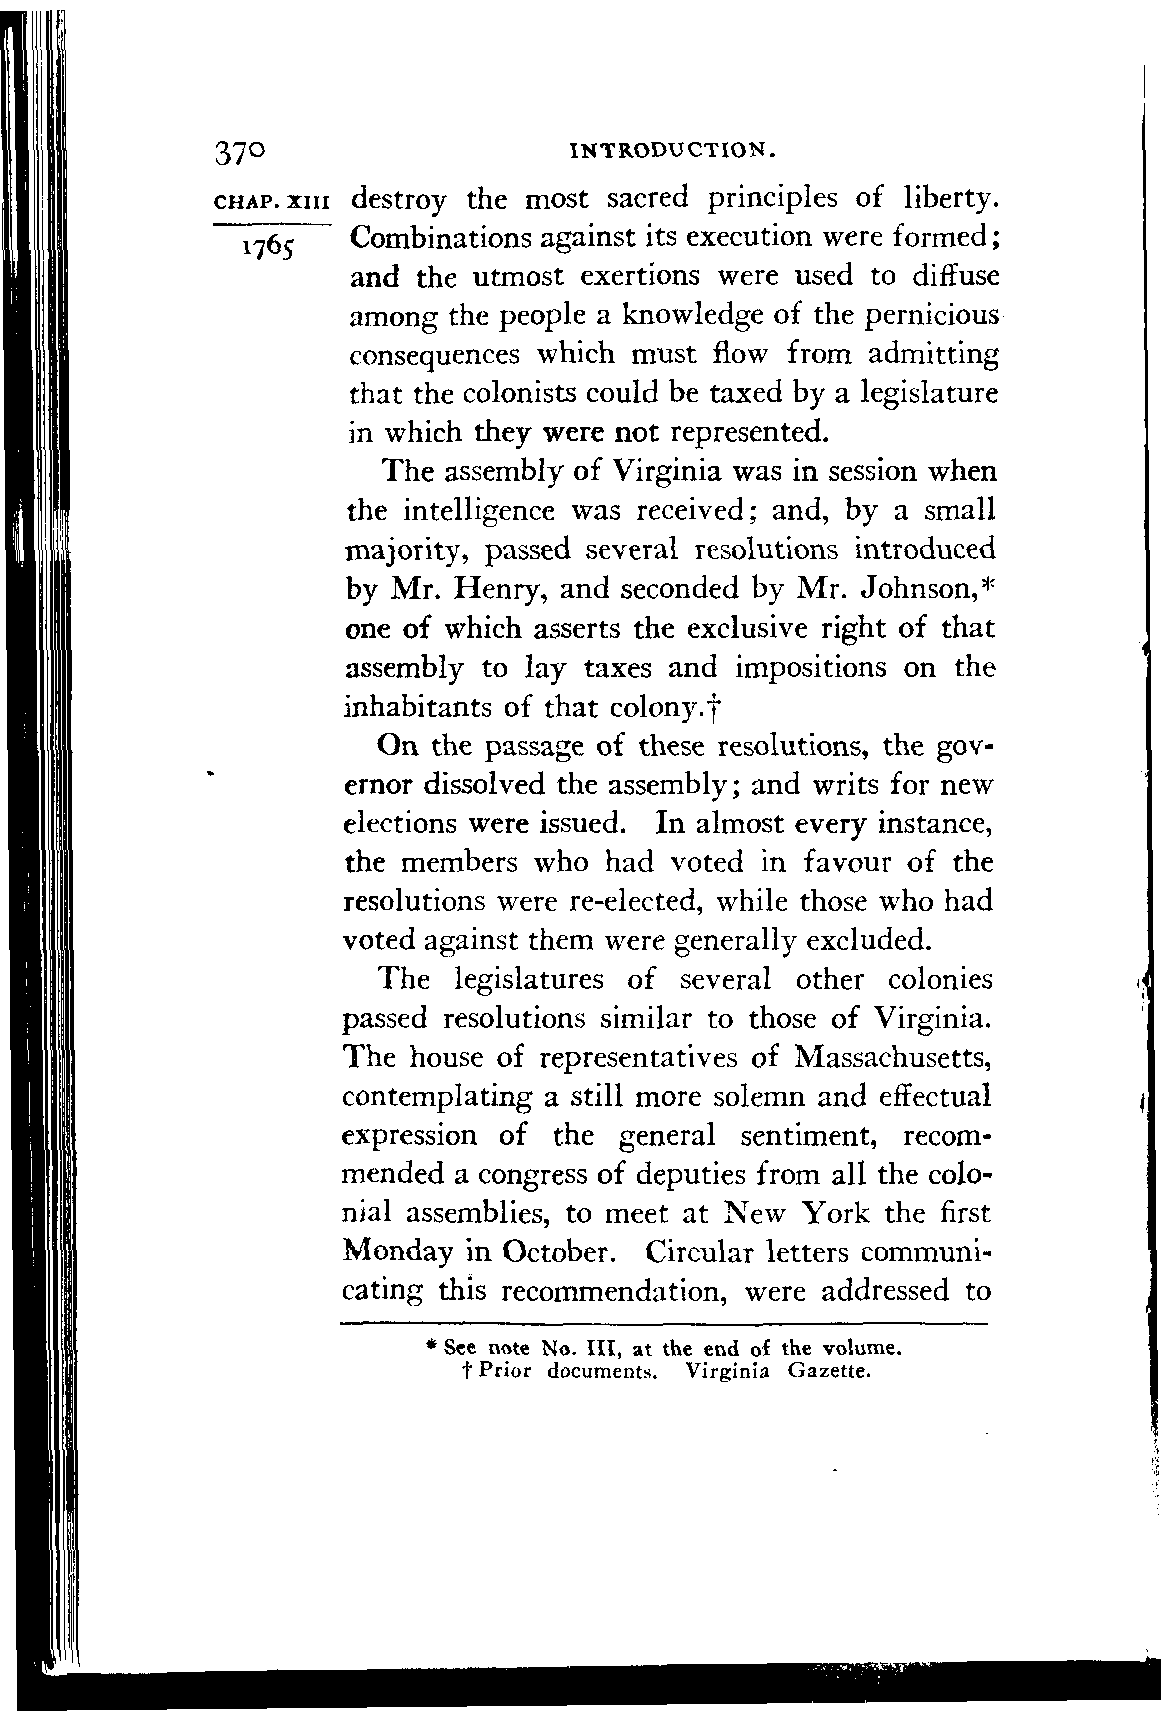 370 INTRODUCTION.
CHAP. XIII destroy the most sacred principles of liberty.
1765 Combinations against its execution were formed;
and the utmost exertions were used to diffuse
among the people a knowledge of the pernicious
consequences which must flow from admitting
that the colonists could be taxed by a legislature
in which they were not represented.
The assembly of Virginia was in session when
the intelligence was received; and, by a small
majority, passed several resolutions introduced
by Mr. Henry, and seconded by Mr. Johnson,*
one of which asserts the exclusive right of that
assembly to lay taxes and impositions on the
inhabitants of that colony.†
On the passage of these resolutions, the gov-
ernor dissolved the assembly; and writs for new
elections were issued. In almost every instance,
the members who had voted in favour of the
resolutions were re-elected, while those who had
voted against them were generally excluded.
The legislatures of several other colonies
passed resolutions similar to those of Virginia.
The house of representatives of Massachusetts,
contemplating a still more solemn and effectual
expression of the general sentiment, recom-
mended a congress of deputies from all the colo-
nial assemblies, to meet at New York the first
Monday in October. Circular letters communi-
cating this recommendation, were addressed to
* See note No. III, at the end of the volume.
† Prior documents. Virginia Gazette.